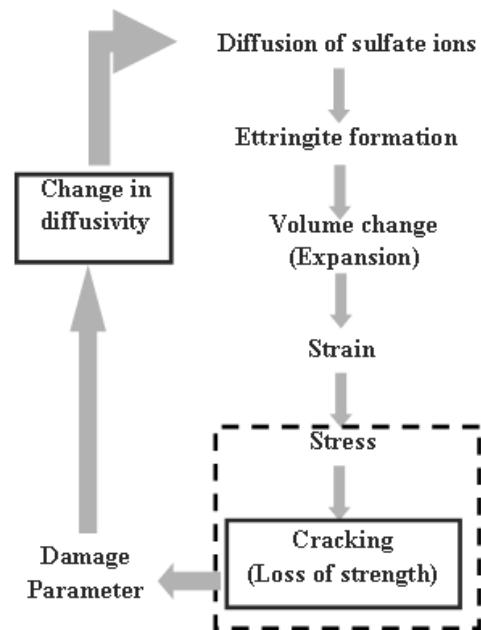 Diffusion of sulfate ions
Ettringite formation
Volume change
(Expansion)
Strain
Stress
Cracking
(Loss of strength)
Damage
Parameter
Change in
diffusivity